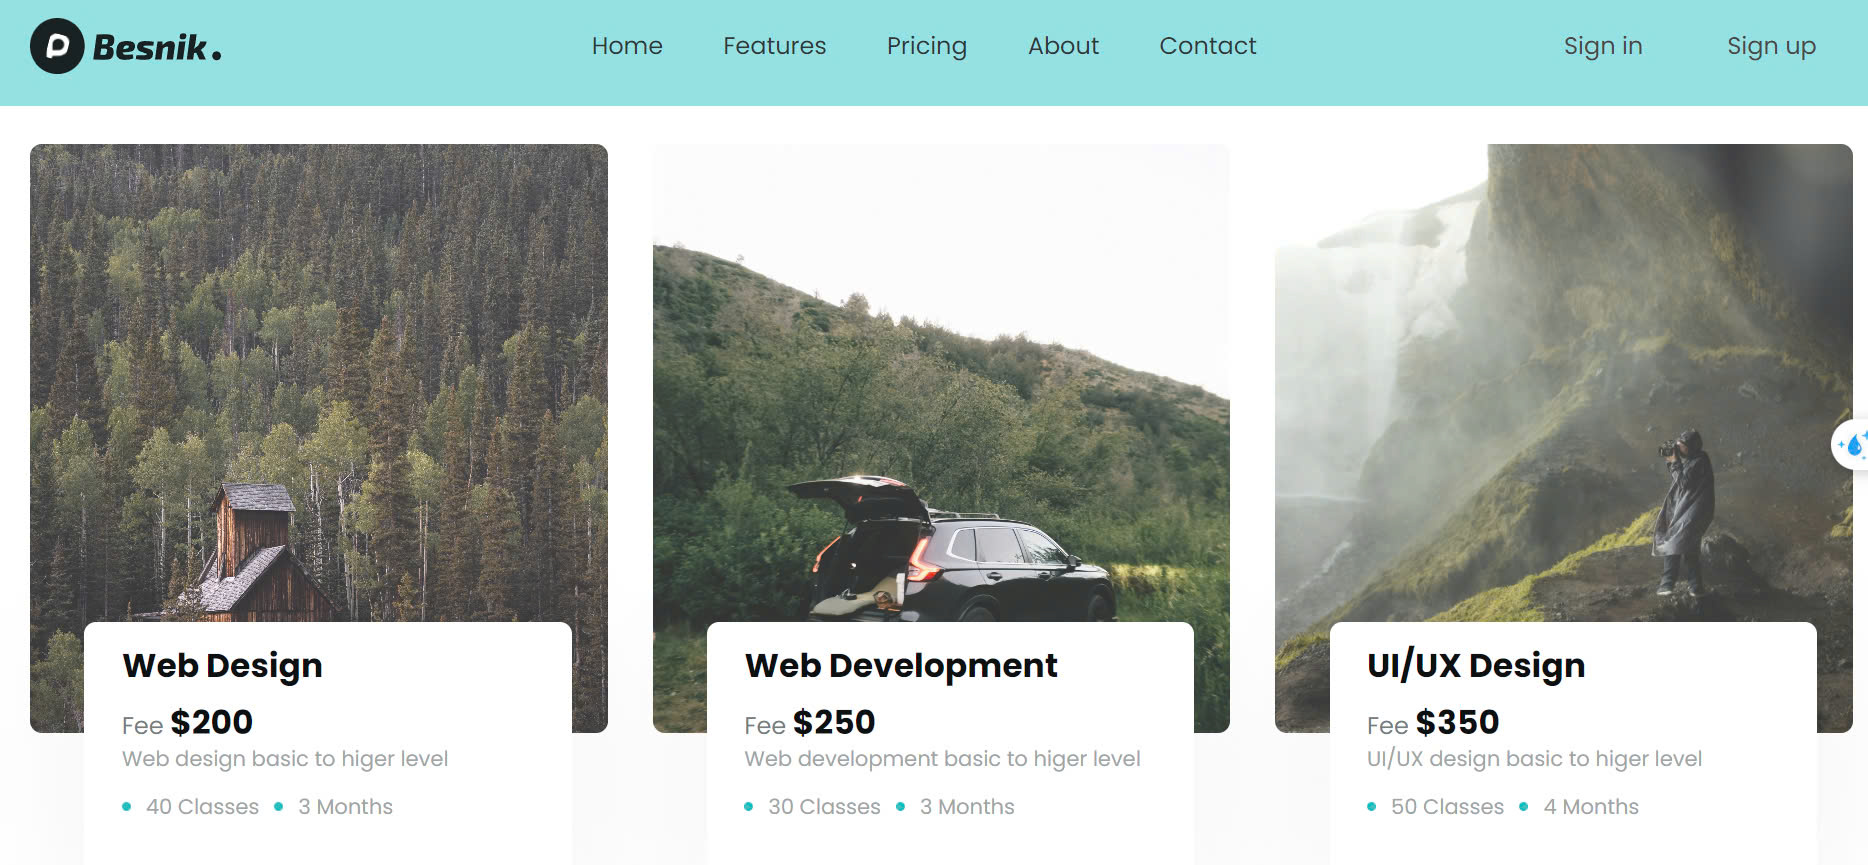 Besnik.
Home Features Pricing About Contact
Sign in Sign up
Web Design
Fee $200
Web design basic to higer level
40 Classes 3 Months
Web Development
Fee $250
Web development basic to higer level
30 Classes 3 Months
UI/UX Design
Fee $350
UI/UX design basic to higer level
50 Classes 4 Months